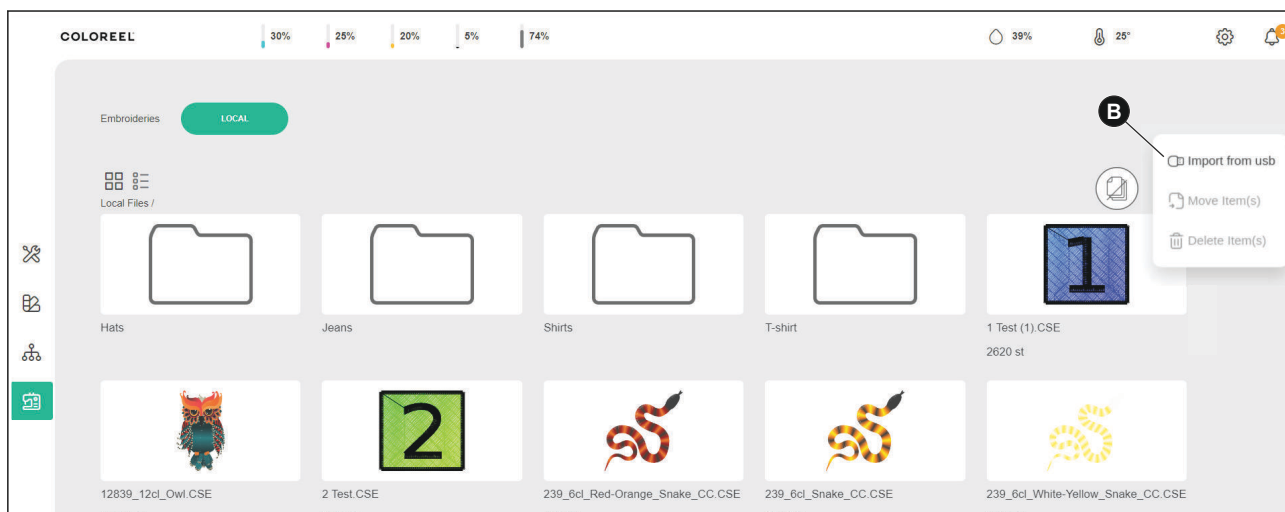 COLOREEL 30% 25% 20% 5% 74% 39% 25° 3
Embroideries LOCAL
B
Import from usb
Move Item(s)
Delete Item(s)
Local Files /
1
Hats Jeans Shirts T-shirt 1 Test (1).CSE
2620 st
2
12839_12cl_Owl.CSE 2 Test.CSE 239_6cl_Red-Orange_Snake_CC.CSE 239_6cl_Snake_CC.CSE 239_6cl_White-Yellow_Snake_CC.CSE